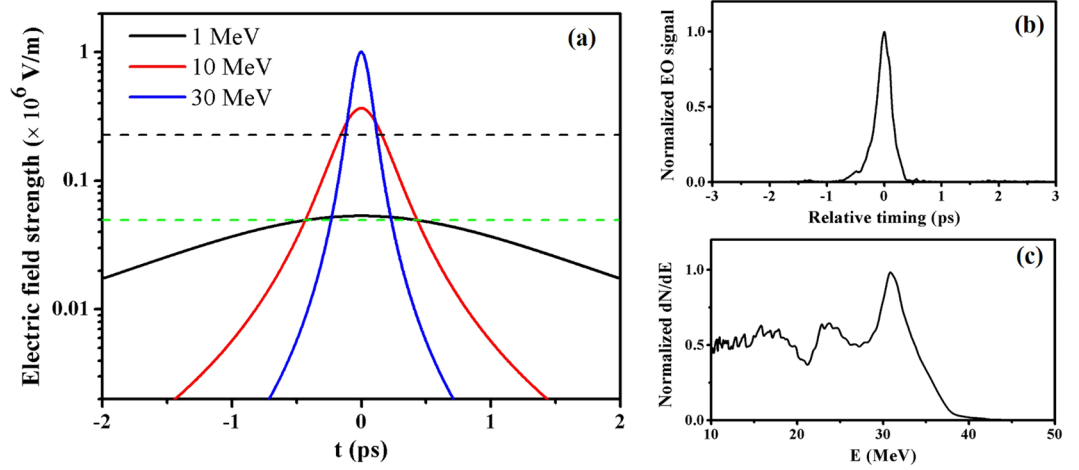 (a)
1 MeV
10 MeV
30 MeV
Electric field strength (× 10⁶ V/m)
1
0.1
0.01
-2 -1 0 1 2
t (ps)
(b)
Normalized EO signal
1.0
0.5
0.0
-3 -2 -1 0 1 2 3
Relative timing (ps)
(c)
Normalized dN/dE
1.0
0.5
0.0
10 20 30 40 50
E (MeV)